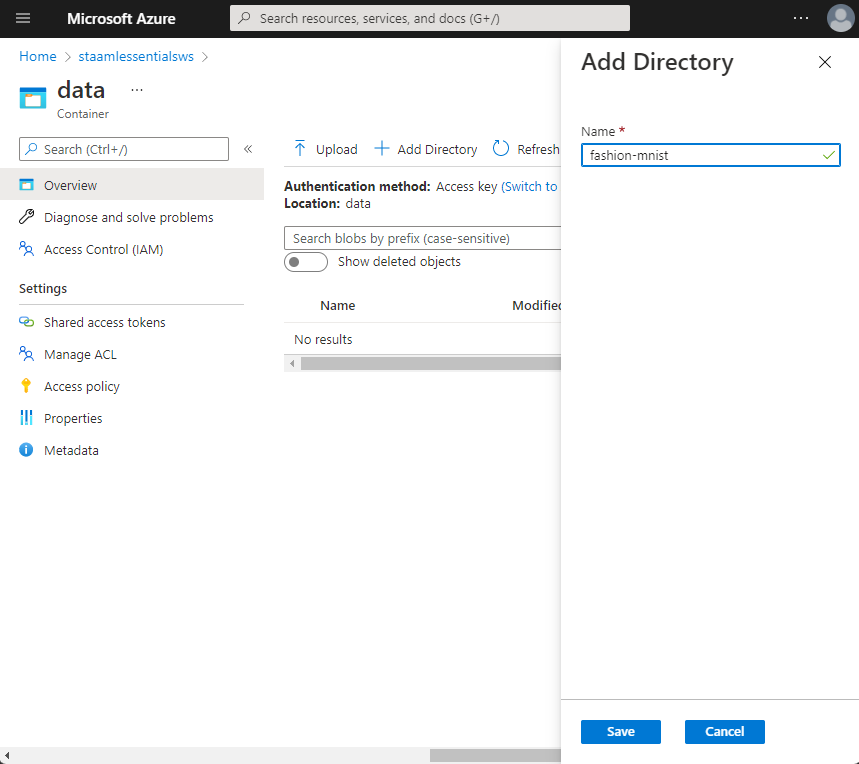 Microsoft Azure
Search resources, services, and docs (G+/)
...
Home > staamlessentialsws >
data ...
Container
Search (Ctrl+/)
«
Overview
Diagnose and solve problems
Access Control (IAM)
Settings
Shared access tokens
Manage ACL
Access policy
Properties
Metadata
Upload + Add Directory Refresh
Authentication method: Access key (Switch to
Location: data
Search blobs by prefix (case-sensitive)
Show deleted objects
Name Modified
No results
Add Directory
Name *
fashion-mnist
Save Cancel